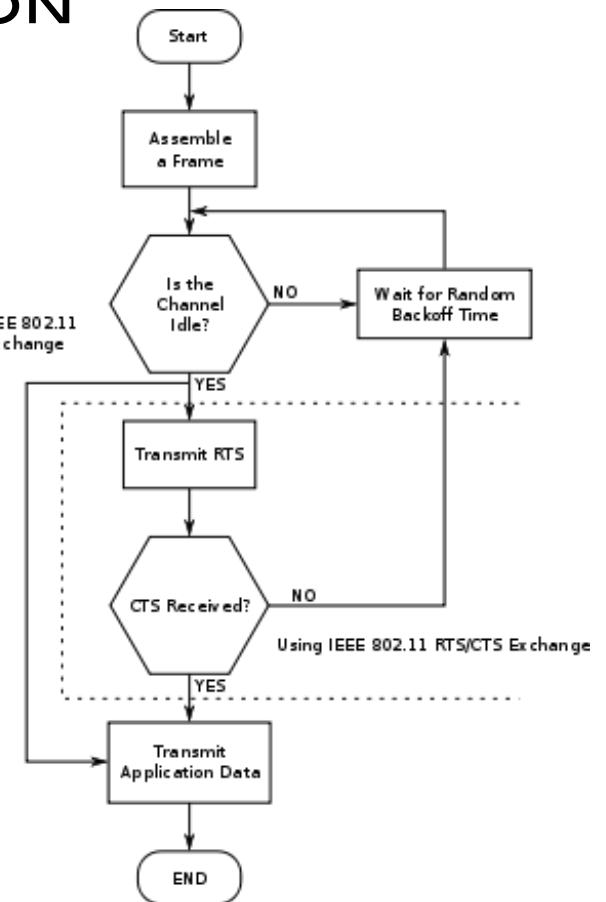 ON
Start
Assemble
a Frame
Is the
Channel
Idle?
NO
Wait for Random
Backoff Time
EE 802.11
change
YES
Transmit RTS
CTS Received?
NO
Using IEEE 802.11 RTS/CTS Exchange
YES
Transmit
Application Data
END